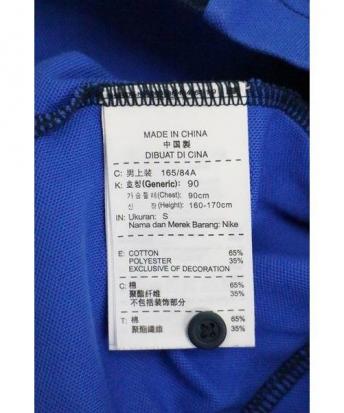 MADE IN CHINA
中国製
DIBUAT DI CINA
C: 男上装 165/84A
K: 호칭(Generic): 90
가슴둘레(Chest): 90cm
신 장(Height): 160-170cm
IN: Ukuran: S
Nama dan Merek Barang: Nike
E: COTTON 65%
POLYESTER 35%
EXCLUSIVE OF DECORATION
C: 棉 65%
聚酯纤维 35%
不包括装饰部分
T: 棉 65%
聚酯纖維 35%